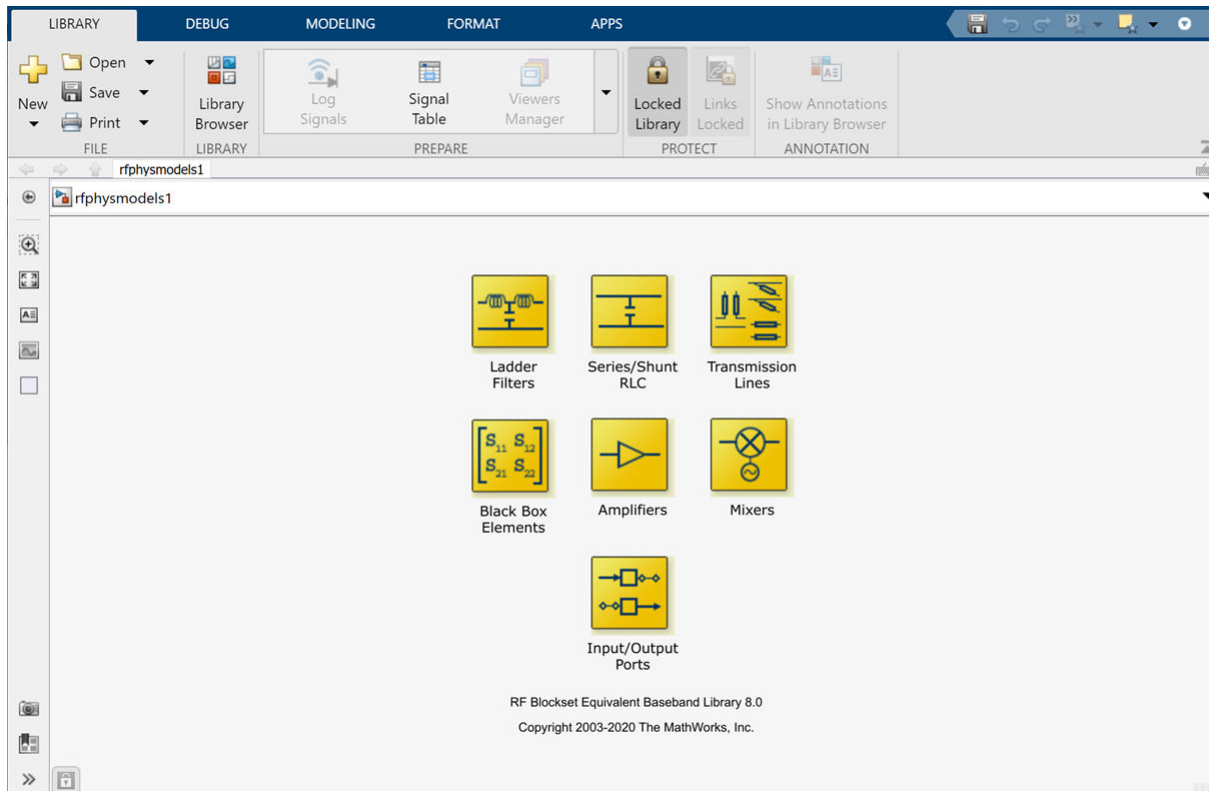 LIBRARY DEBUG MODELING FORMAT APPS
New
Open
Save
Print
FILE
Library
Browser
LIBRARY
Log
Signals
Signal
Table
Viewers
Manager
PREPARE
Locked
Library
Links
Locked
PROTECT
Show Annotations
in Library Browser
ANNOTATION
rfphysmodels1
rfphysmodels1
Ladder
Filters
Series/Shunt
RLC
Transmission
Lines
S11 S12
S21 S22
Black Box
Elements
Amplifiers
Mixers
Input/Output
Ports
RF Blockset Equivalent Baseband Library 8.0
Copyright 2003-2020 The MathWorks, Inc.